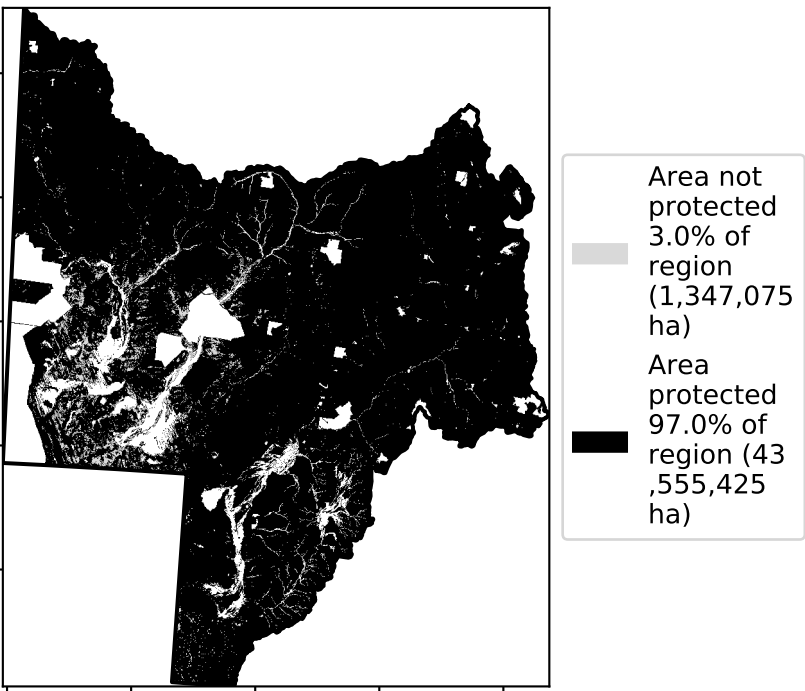 Area not
protected
3.0% of
region
(1,347,075
ha)
Area
protected
97.0% of
region (43
,555,425
ha)